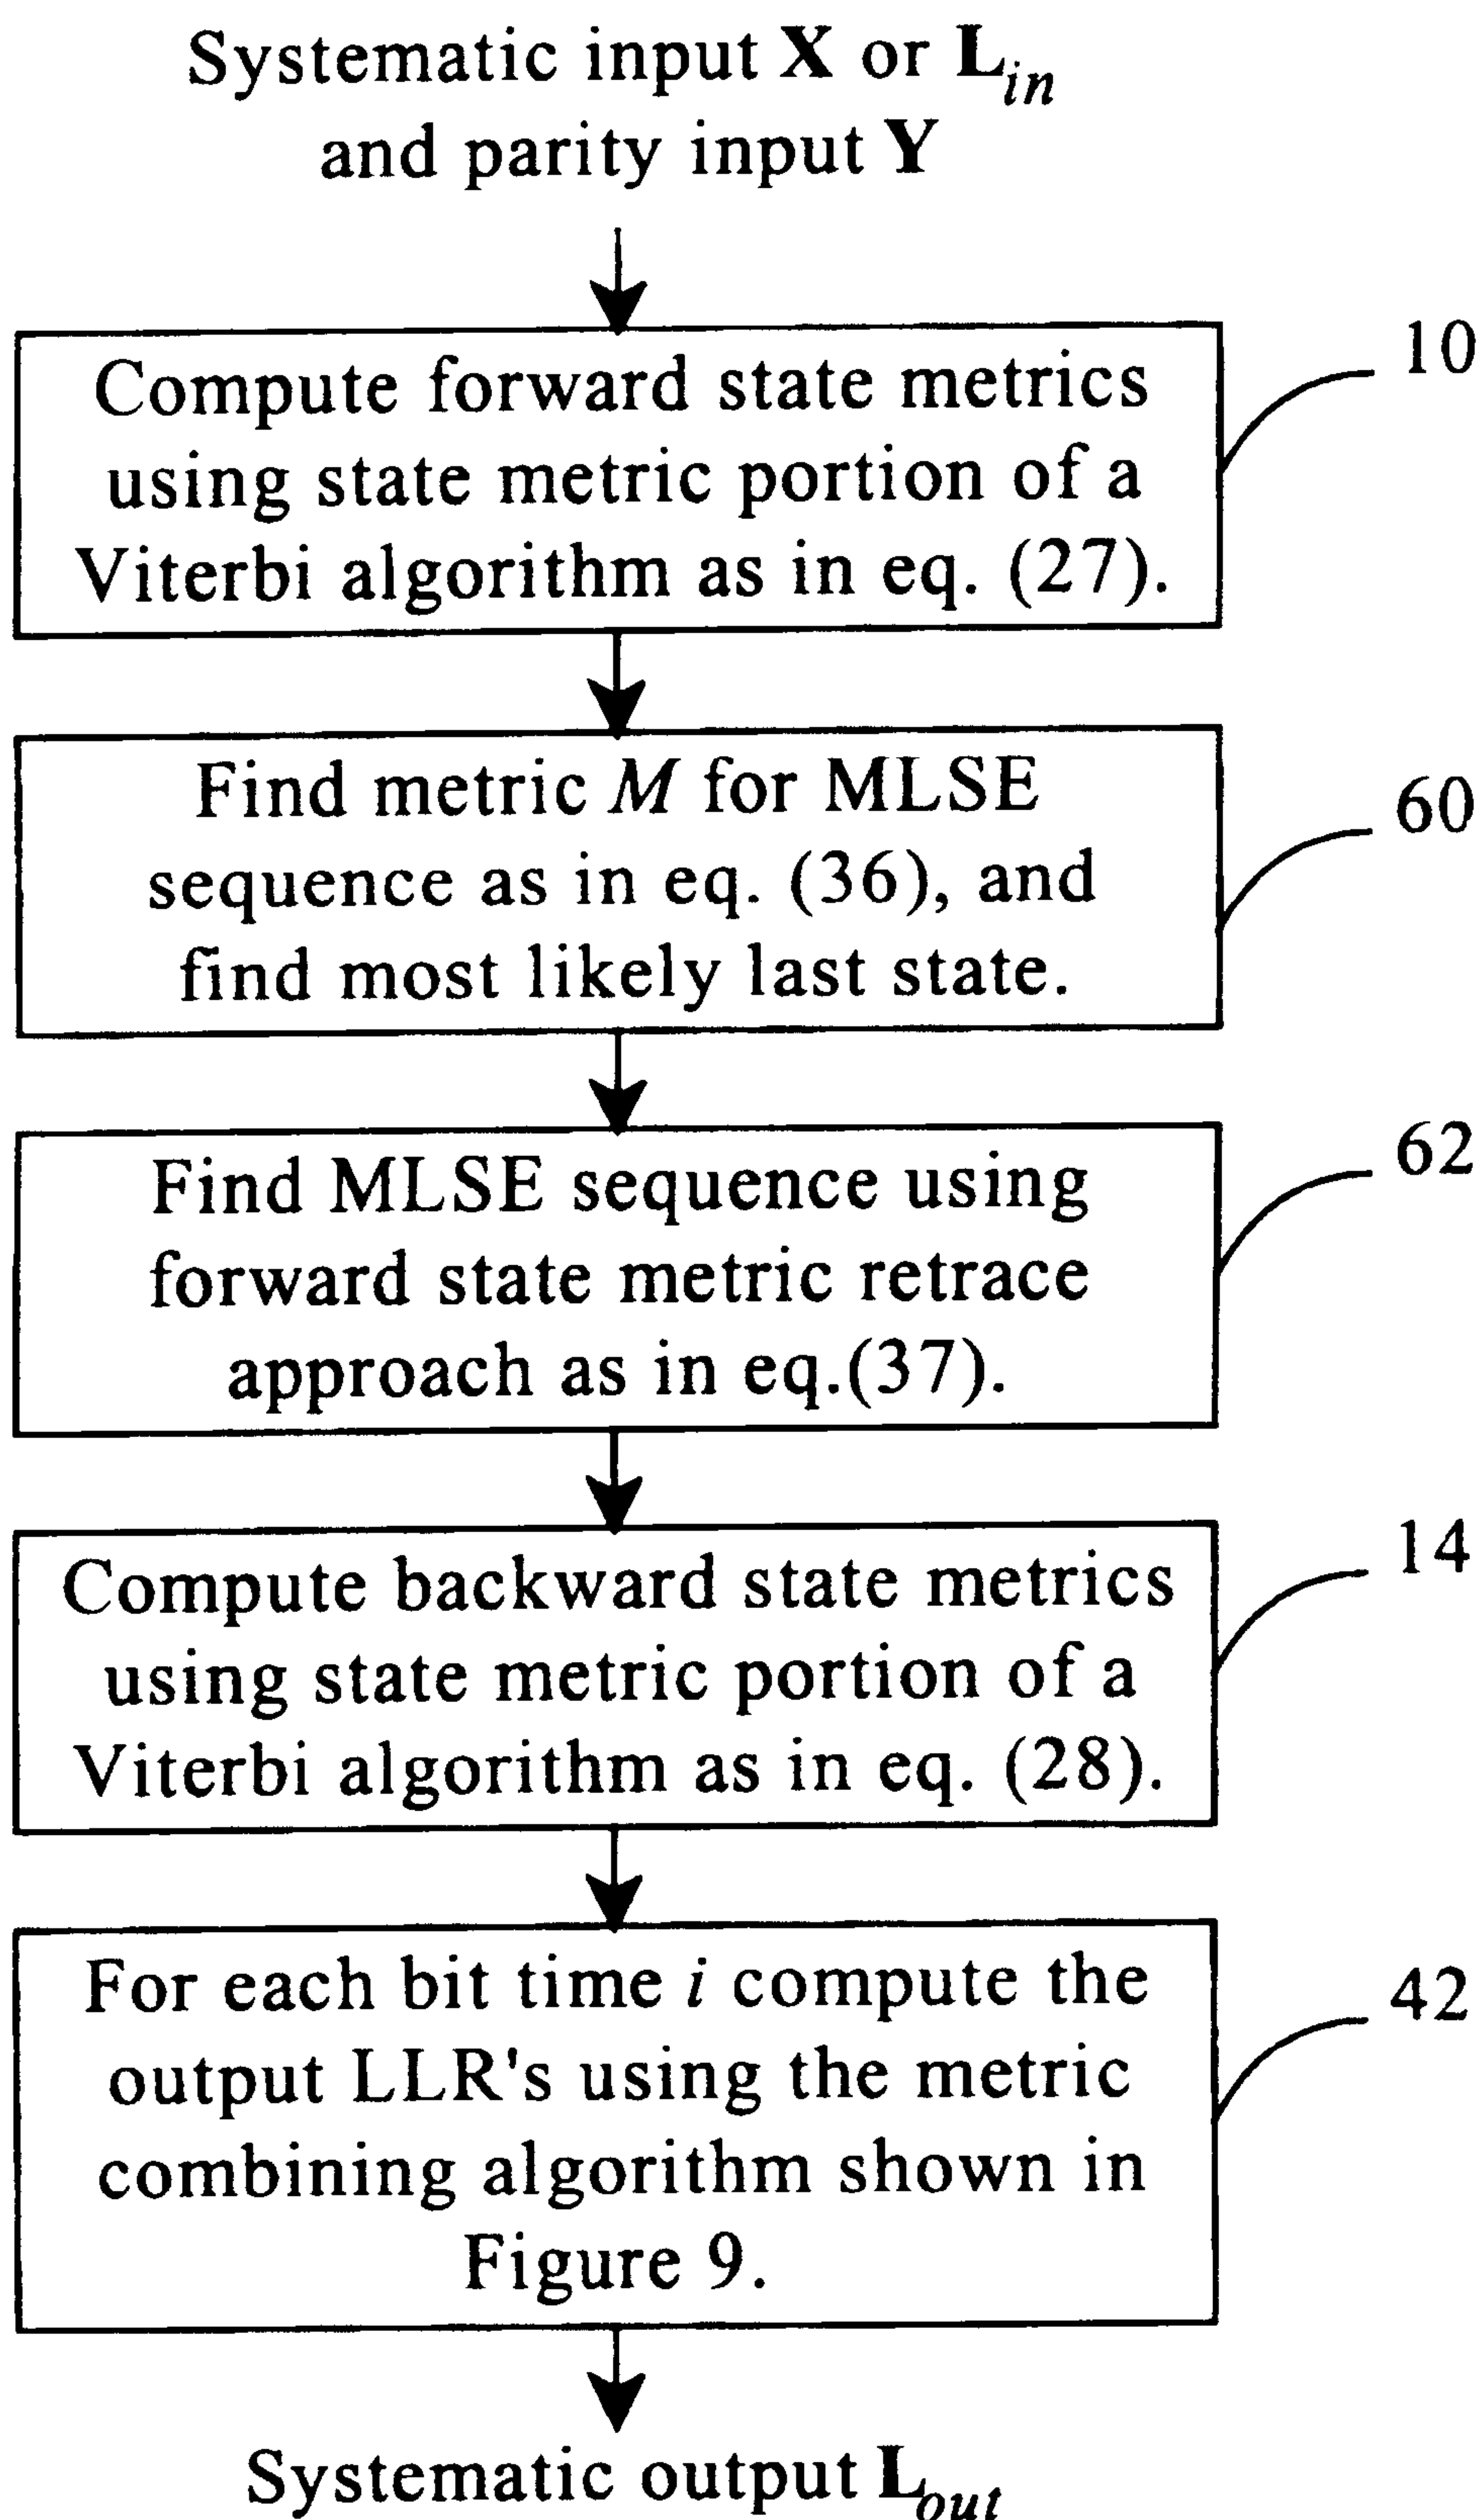 Systematic input X or Lin
and parity input Y
10
Compute forward state metrics
using state metric portion of a
Viterbi algorithm as in eq. (27).
60
Find metric M for MLSE
sequence as in eq. (36), and
find most likely last state.
62
Find MLSE sequence using
forward state metric retrace
approach as in eq.(37).
14
Compute backward state metrics
using state metric portion of a
Viterbi algorithm as in eq. (28).
42
For each bit time i compute the
output LLR's using the metric
combining algorithm shown in
Figure 9.
Systematic output Lout